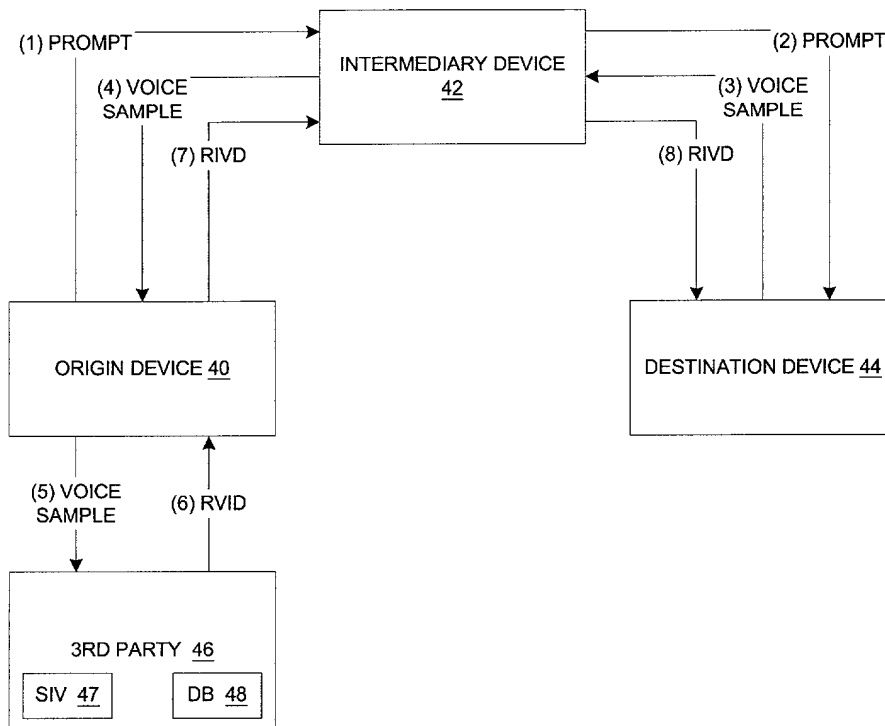 (1) PROMPT
(2) PROMPT
INTERMEDIARY DEVICE
42
(4) VOICE
SAMPLE
(3) VOICE
SAMPLE
(7) RIVD
(8) RIVD
ORIGIN DEVICE 40
DESTINATION DEVICE 44
(5) VOICE
SAMPLE
(6) RVID
3RD PARTY 46
SIV 47
DB 48